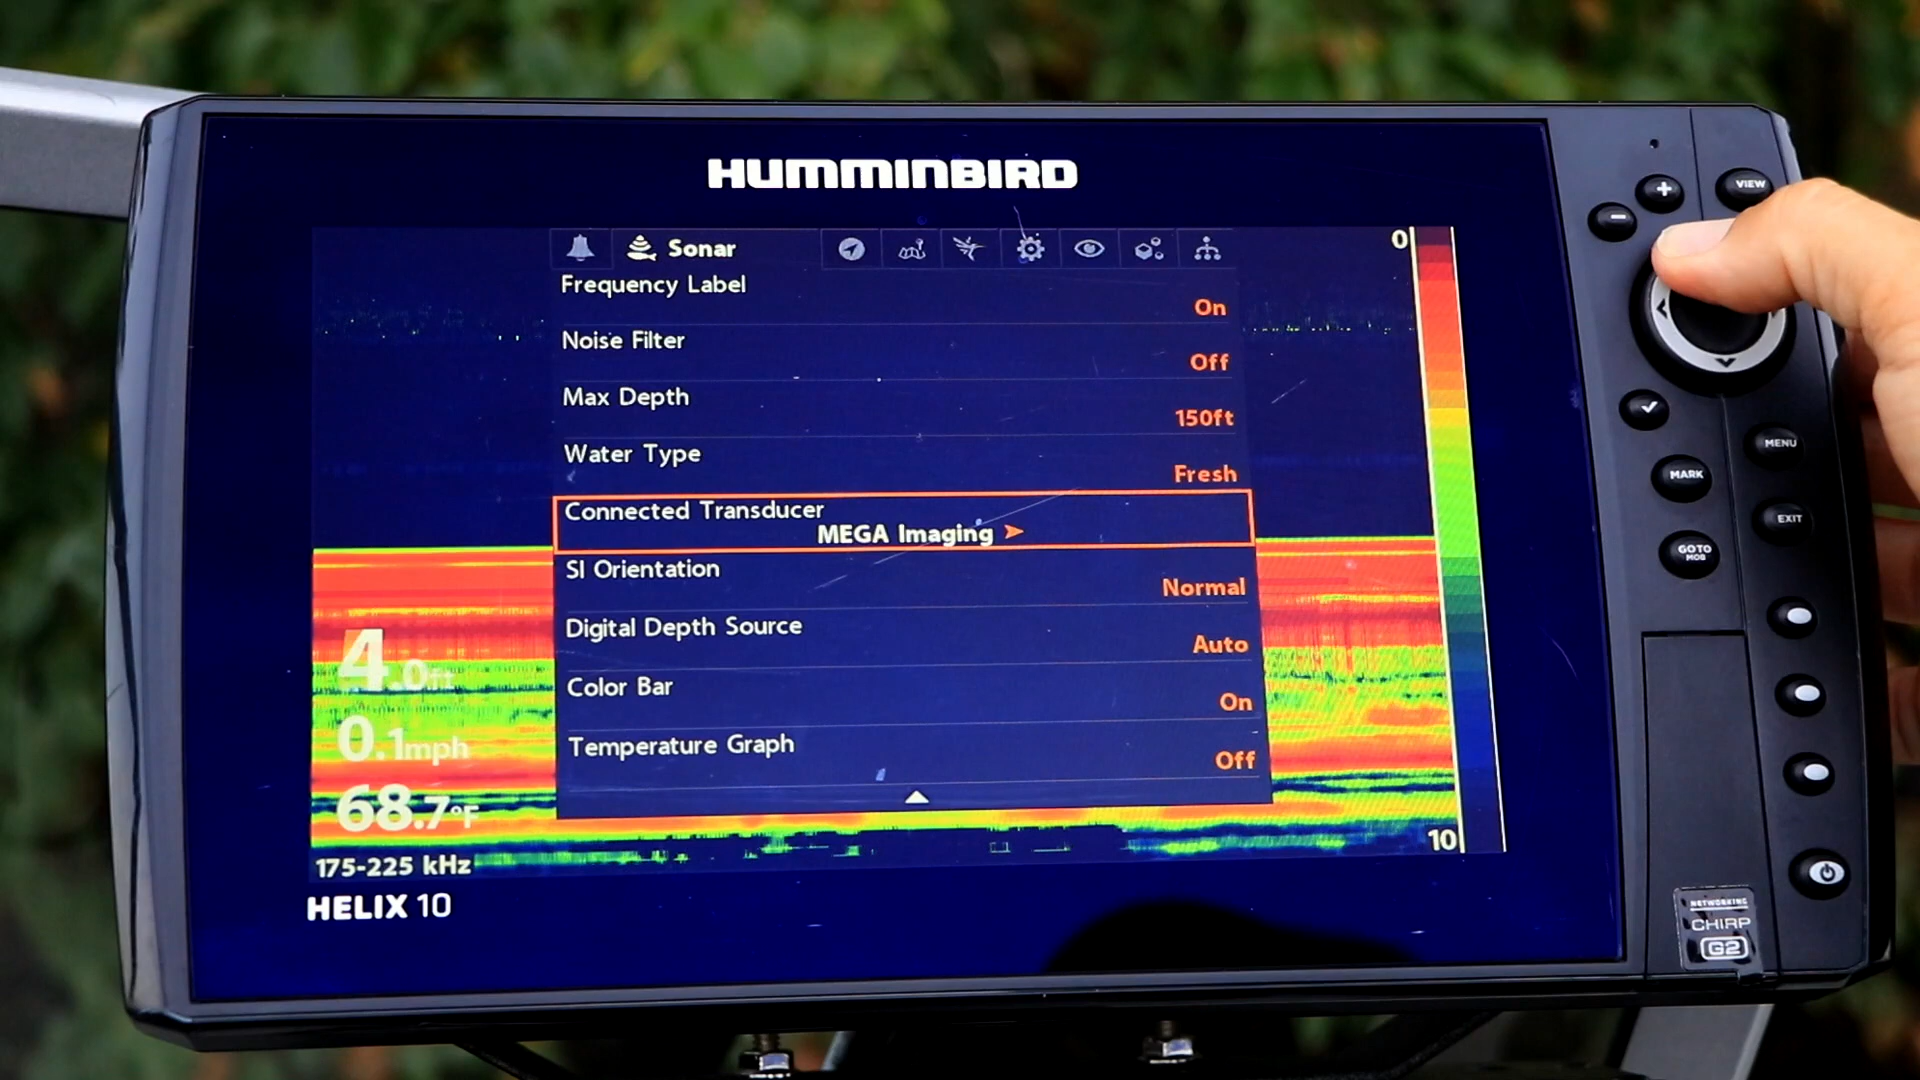 HUMMINBIRD
Sonar
Frequency Label
On
Noise Filter
Off
Max Depth
150ft
Water Type
Fresh
Connected Transducer
MEGA Imaging
SI Orientation
Normal
Digital Depth Source
Auto
Color Bar
On
Temperature Graph
Off
0
10
4.0ft
0.1mph
68.7°F
175-225 kHz
HELIX 10
VIEW
MENU
MARK
EXIT
GOTO
MOB
NETWORKING
CHIRP
G2